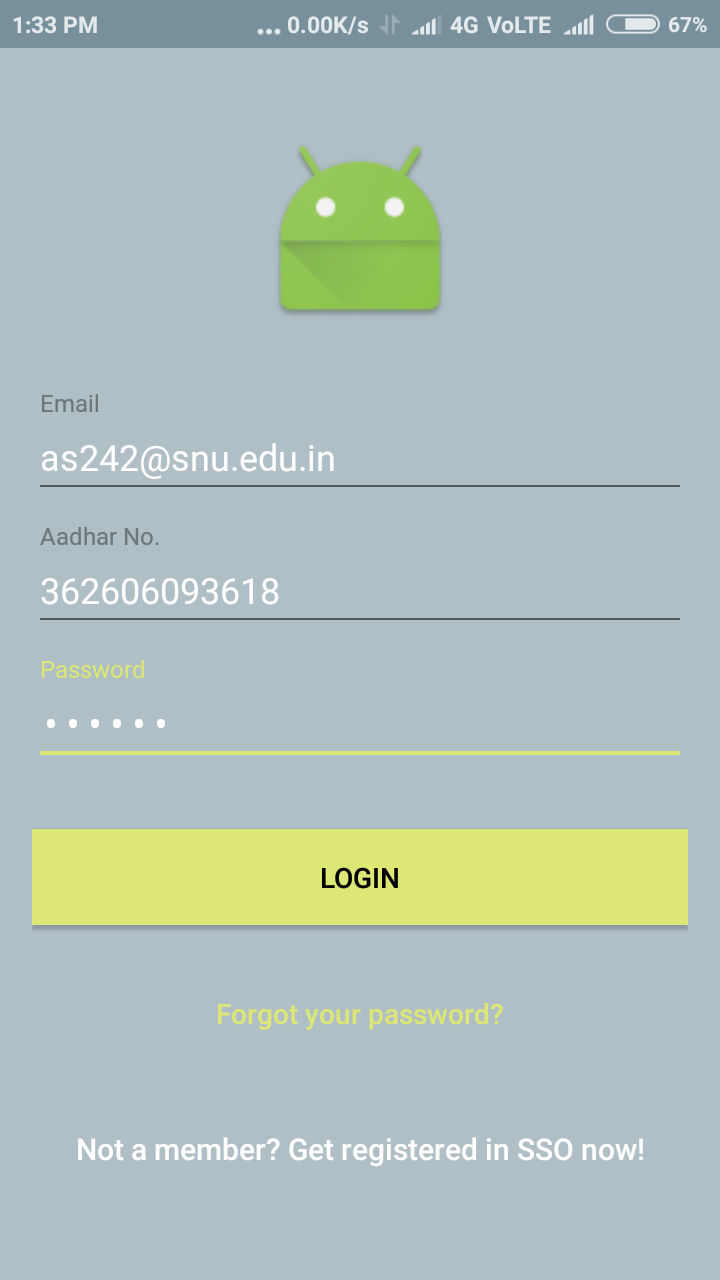 1:33 PM ... 0.00K/s 4G VoLTE 67%
Email
as242@snu.edu.in
Aadhar No.
362606093618
Password
••••••
LOGIN
Forgot your password?
Not a member? Get registered in SSO now!